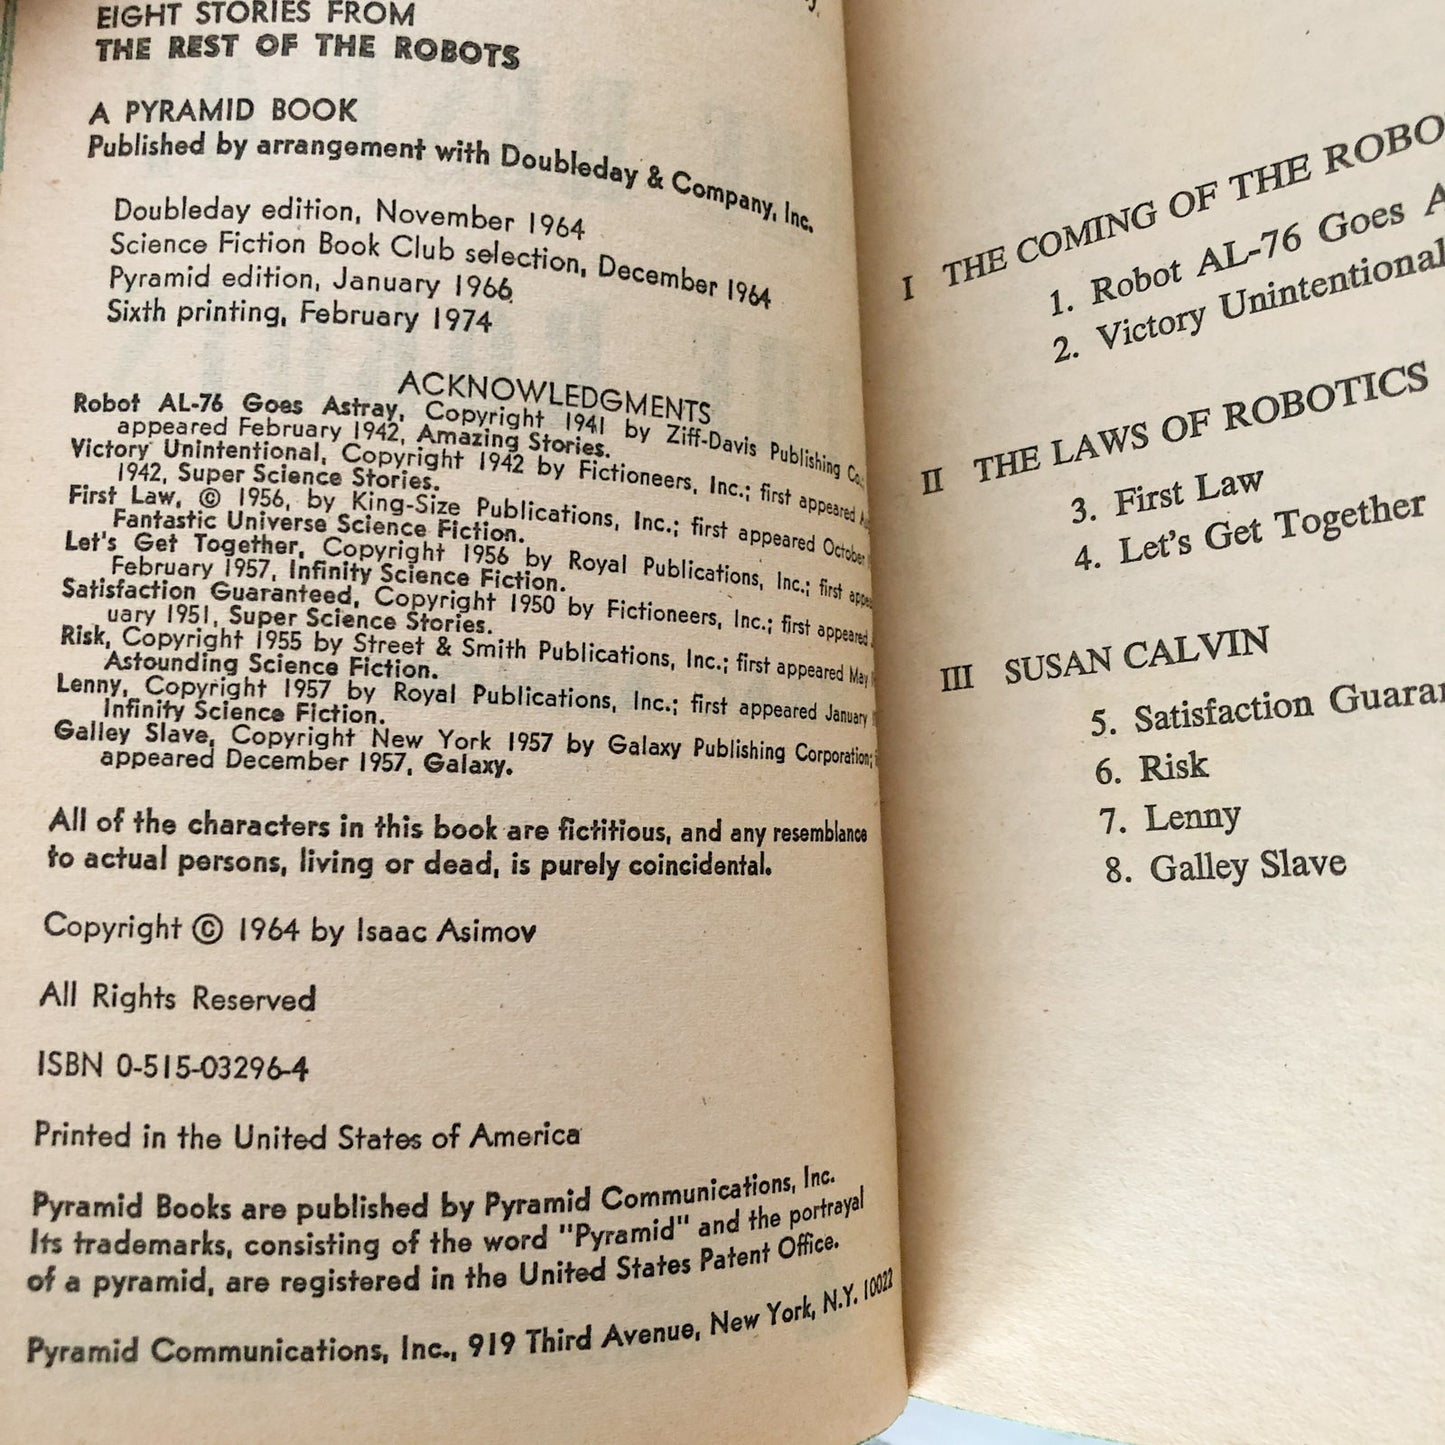 EIGHT STORIES FROM
THE REST OF THE ROBOTS
A PYRAMID BOOK
Published by arrangement with Doubleday & Company, Inc.
Doubleday edition, November 1964
Science Fiction Book Club selection, December 1964
Pyramid edition, January 1966
Sixth printing, February 1974
ACKNOWLEDGMENTS
Robot AL-76 Goes Astray, Copyright 1941 by Ziff-Davis Publishing Co.;
appeared February 1942, Amazing Stories.
Victory Unintentional, Copyright 1942 by Fictioneers, Inc.; first appeared
1942, Super Science Stories.
First Law, © 1956, by King-Size Publications, Inc.; first appeared October
Fantastic Universe Science Fiction.
Let's Get Together, Copyright 1956 by Royal Publications, Inc.; first
February 1957, Infinity Science Fiction.
Satisfaction Guaranteed, Copyright 1950 by Fictioneers, Inc.; first appeared
uary 1951, Super Science Stories.
Risk, Copyright 1955 by Street & Smith Publications, Inc.; first appeared May
Astounding Science Fiction.
Lenny, Copyright 1957 by Royal Publications, Inc.; first appeared January
Infinity Science Fiction.
Galley Slave, Copyright New York 1957 by Galaxy Publishing Corporation;
appeared December 1957, Galaxy.
All of the characters in this book are fictitious, and any resemblance
to actual persons, living or dead, is purely coincidental.
Copyright © 1964 by Isaac Asimov
All Rights Reserved
ISBN 0-515-03296-4
Printed in the United States of America
Pyramid Books are published by Pyramid Communications, Inc.
Its trademarks, consisting of the word "Pyramid" and the portrayal
of a pyramid, are registered in the United States Patent Office.
Pyramid Communications, Inc., 919 Third Avenue, New York, N.Y. 10022
I THE COMING OF THE ROBO
1. Robot AL-76 Goes A
2. Victory Unintentional
II THE LAWS OF ROBOTICS
3. First Law
4. Let's Get Together
III SUSAN CALVIN
5. Satisfaction Guaran
6. Risk
7. Lenny
8. Galley Slave